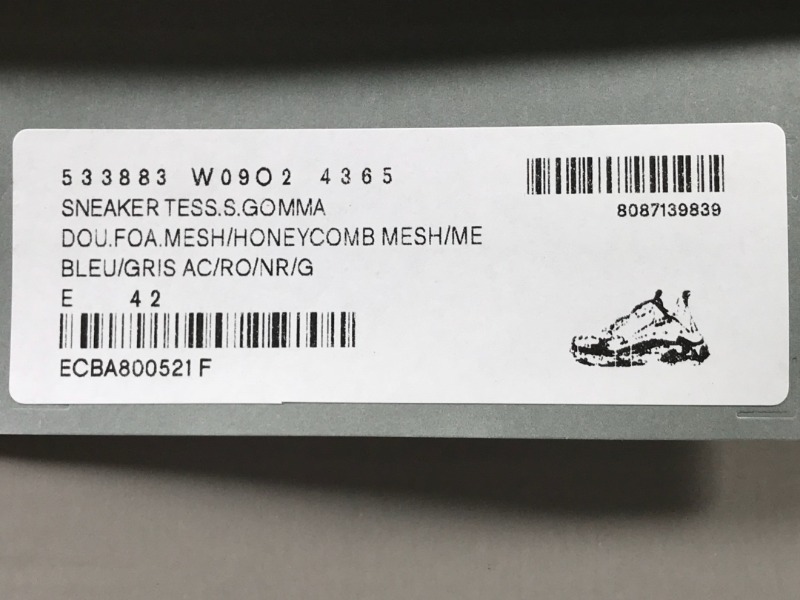 533883 W09O2 4365
8087139839
SNEAKER TESS.S.GOMMA
DOU.FOA.MESH/HONEYCOMB MESH/ME
BLEU/GRIS AC/RO/NR/G
E 42
ECBA800521F